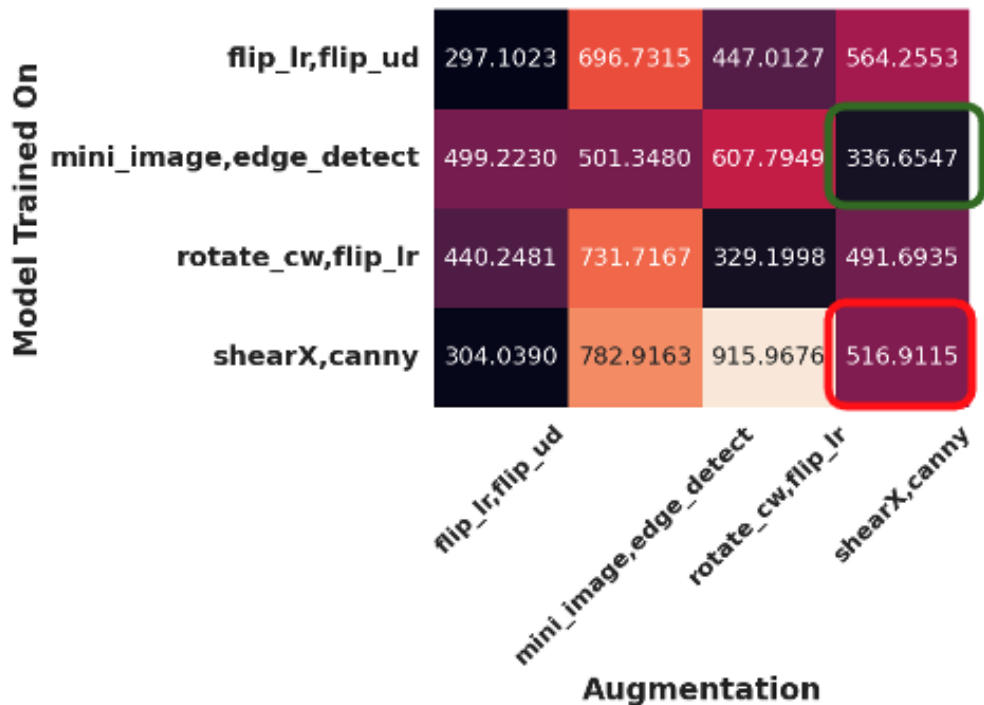 Model Trained On
flip_lr,flip_ud 297.1023 696.7315 447.0127 564.2553
mini_image,edge_detect 499.2230 501.3480 607.7949 336.6547
rotate_cw,flip_lr 440.2481 731.7167 329.1998 491.6935
shearX,canny 304.0390 782.9163 915.9676 516.9115
flip_lr,flip_ud
mini_image,edge_detect
rotate_cw,flip_lr
shearX,canny
Augmentation